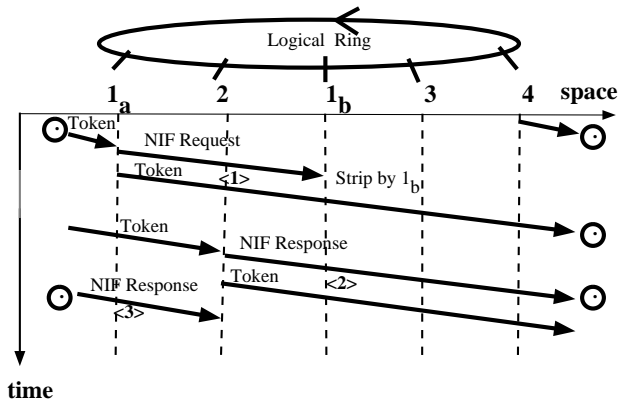 Logical Ring
1a 2 1b 3 4 space
Token
NIF Request
Token <1> Strip by 1b
Token
NIF Response
Token <2>
NIF Response
<3>
time